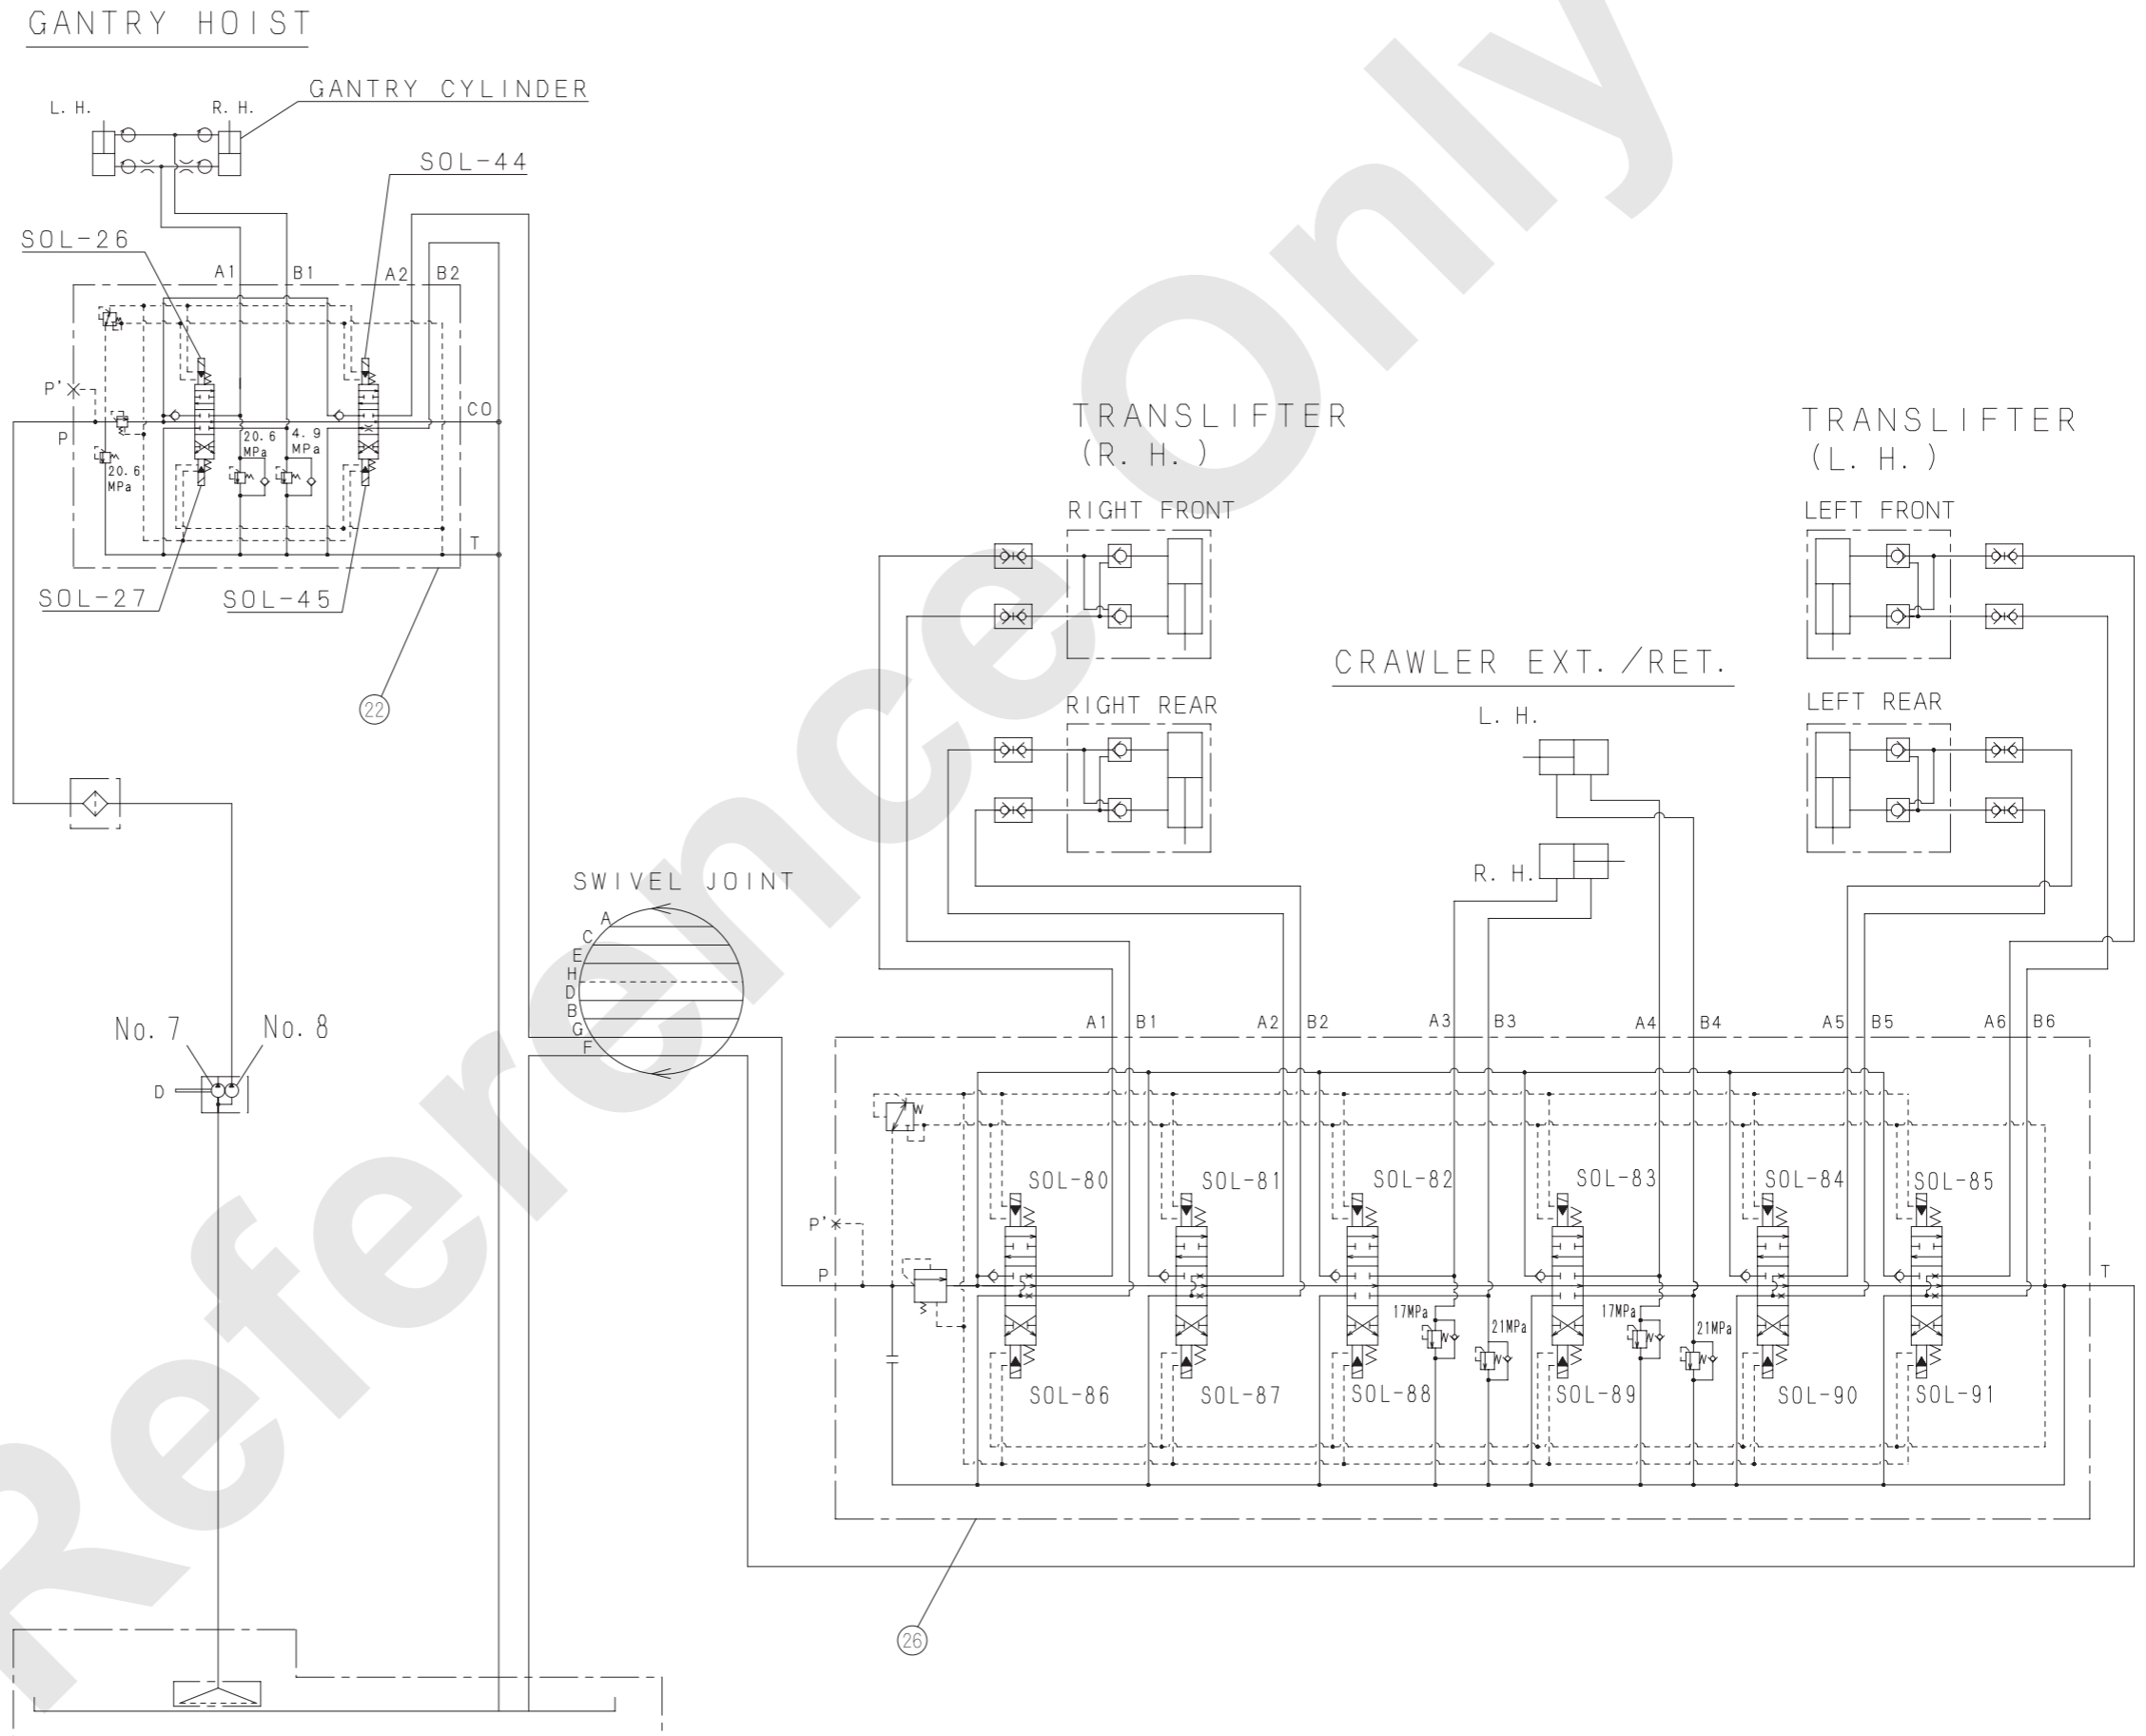 GANTRY HOIST
GANTRY CYLINDER
L. H.
R. H.
SOL-44
SOL-26
A1
B1
A2
B2
P'
CO
P
20. 6
MPa
4. 9
MPa
20. 6
MPa
T
SOL-27
SOL-45
22
TRANSLIFTER
(R. H. )
TRANSLIFTER
(L. H. )
RIGHT FRONT
LEFT FRONT
CRAWLER EXT. /RET.
RIGHT REAR
LEFT REAR
L. H.
R. H.
SWIVEL JOINT
A
C
E
H
D
B
G
F
No. 7
No. 8
D
A1
B1
A2
B2
A3
B3
A4
B4
A5
B5
A6
B6
SOL-80
SOL-81
SOL-82
SOL-83
SOL-84
SOL-85
P'
P
T
17MPa
21MPa
17MPa
21MPa
SOL-86
SOL-87
SOL-88
SOL-89
SOL-90
SOL-91
26
Reference Only